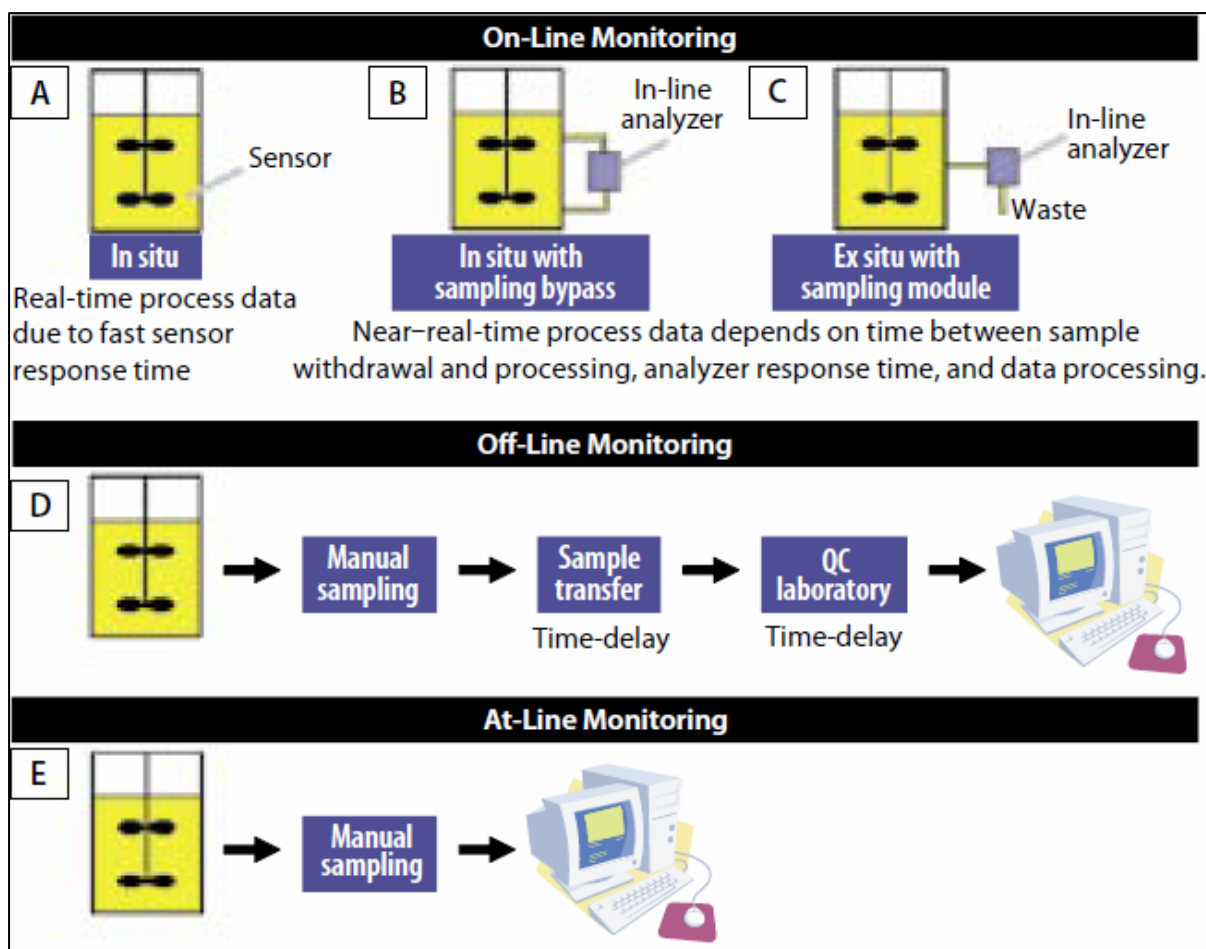 On-Line Monitoring
A
Sensor
In situ
Real-time process data
due to fast sensor
response time
B
In-line
analyzer
In situ with
sampling bypass
C
In-line
analyzer
Waste
Ex situ with
sampling module
Near–real-time process data depends on time between sample
withdrawal and processing, analyzer response time, and data processing.
Off-Line Monitoring
D
Manual
sampling
Sample
transfer
Time-delay
QC
laboratory
Time-delay
At-Line Monitoring
E
Manual
sampling